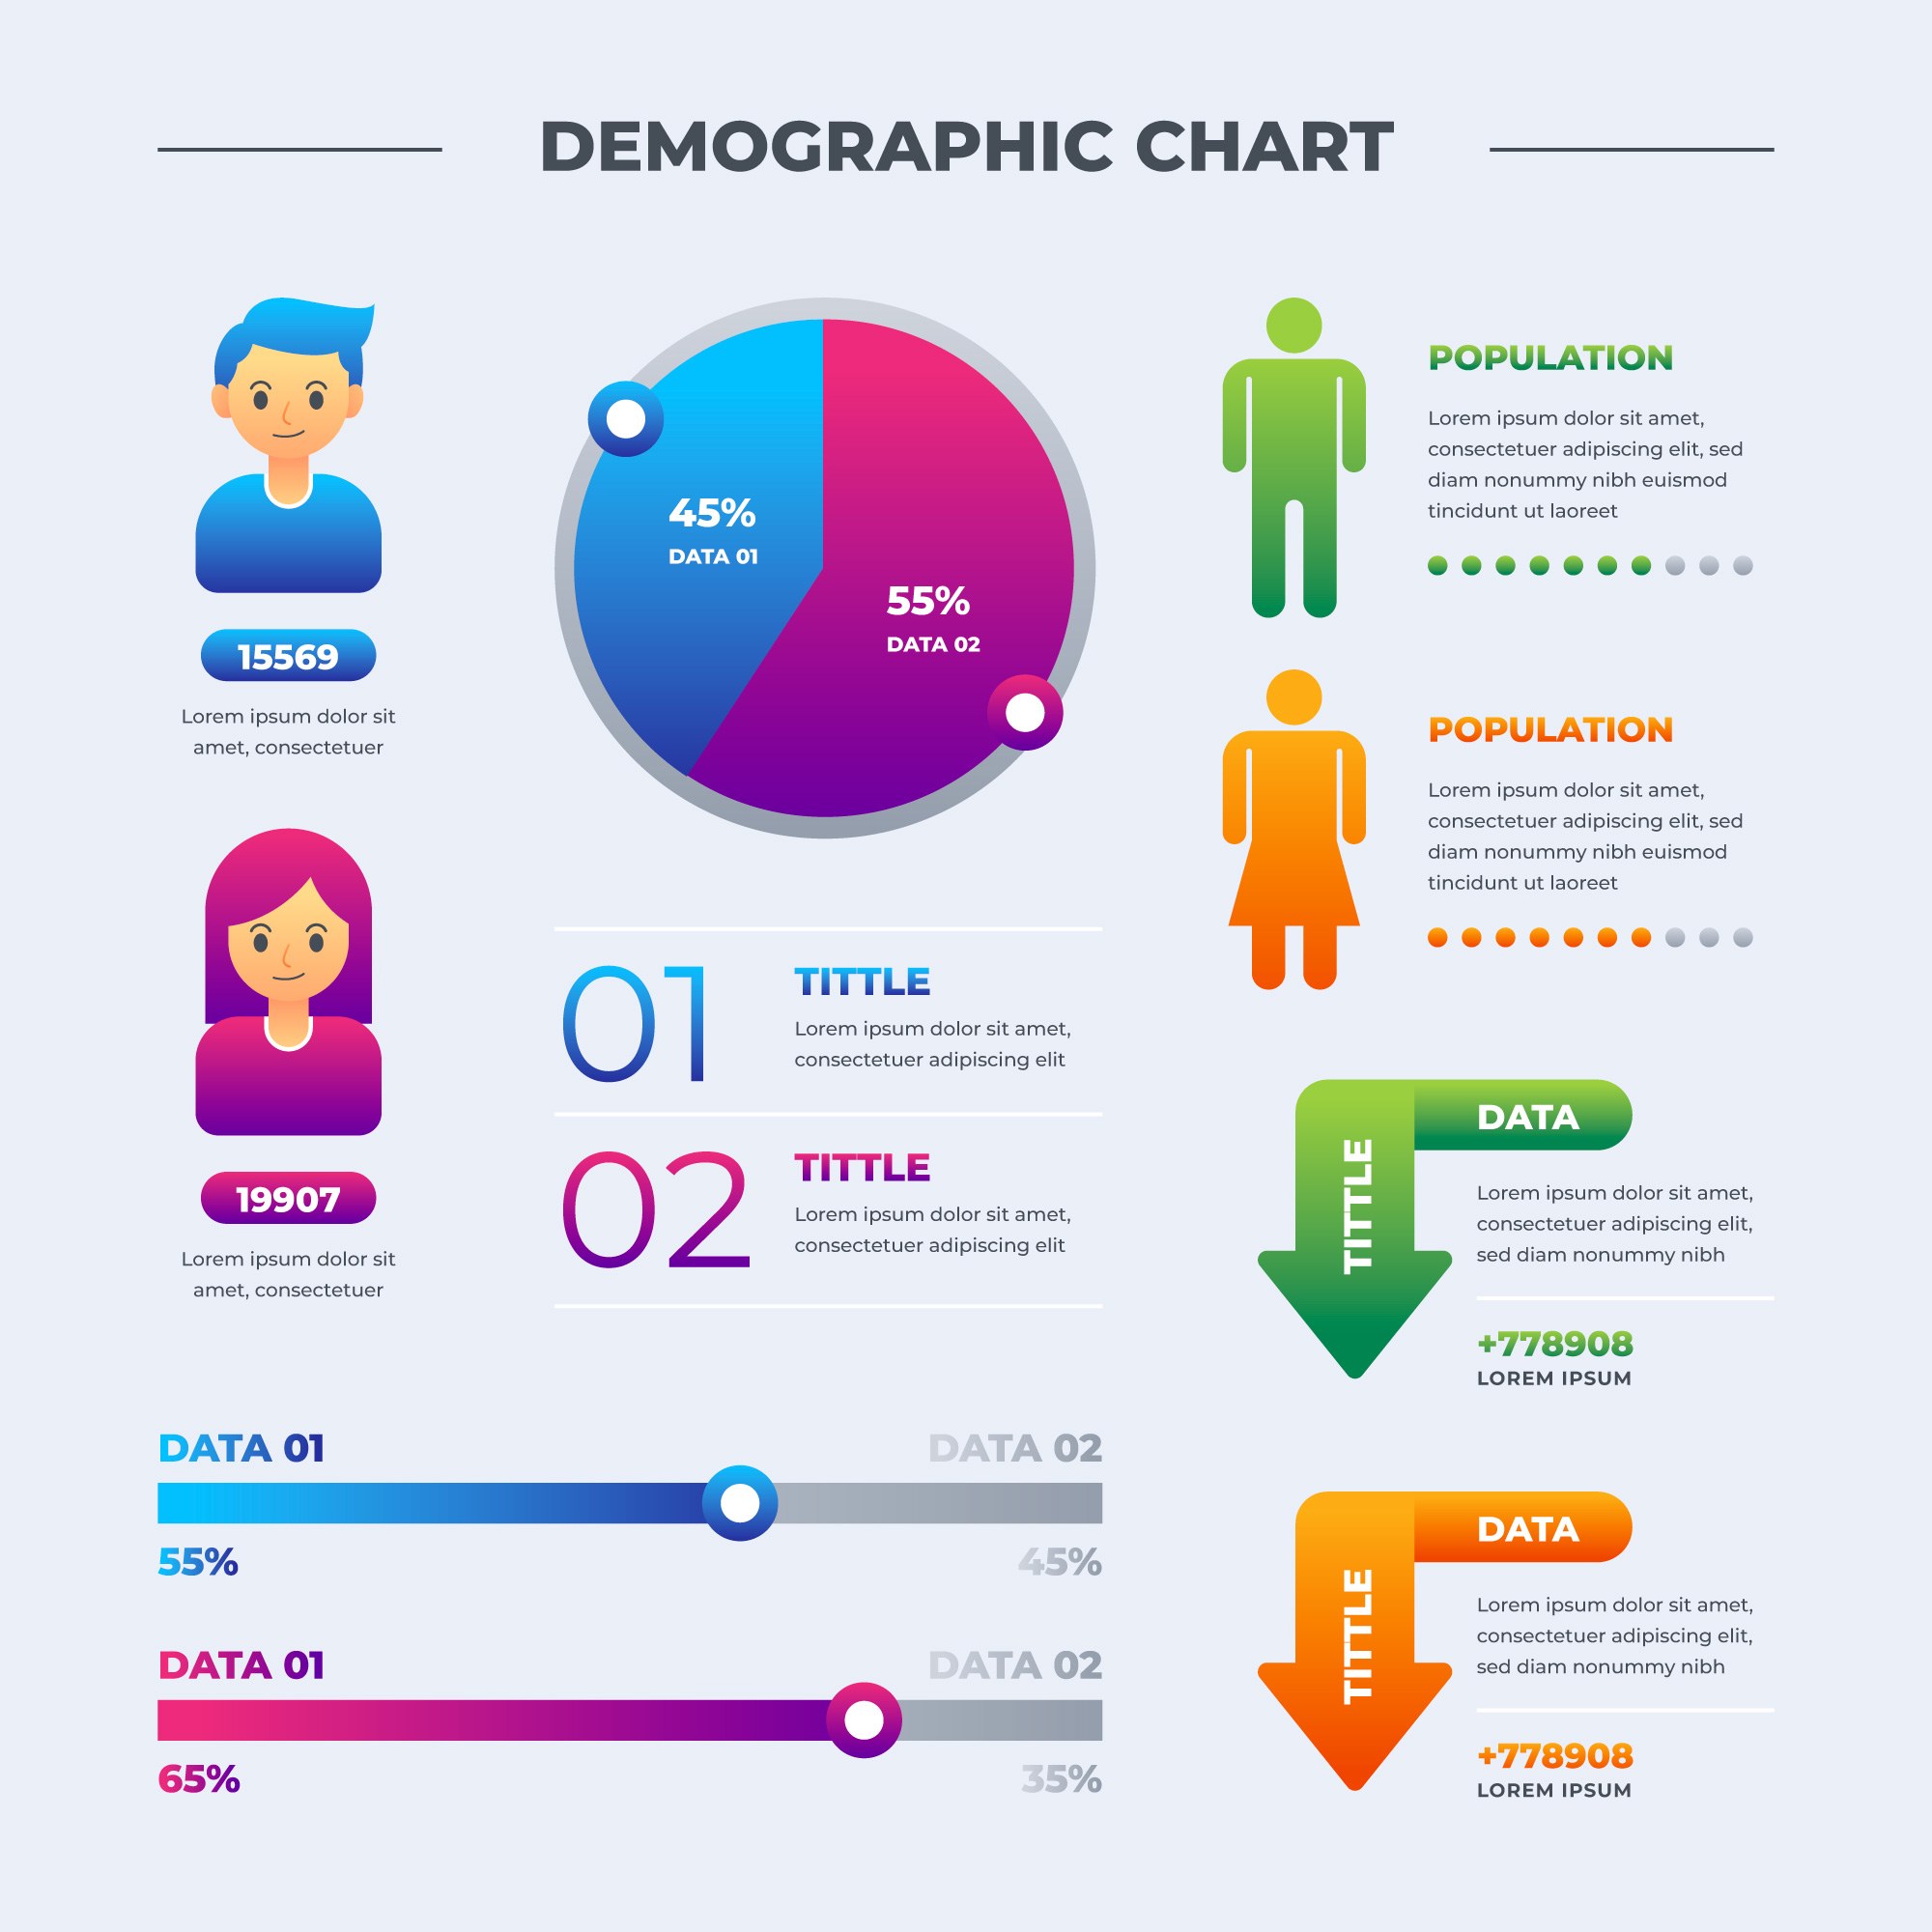 DEMOGRAPHIC CHART
15569
Lorem ipsum dolor sit
amet, consectetuer
19907
Lorem ipsum dolor sit
amet, consectetuer
45%
DATA 01
55%
DATA 02
01
TITTLE
Lorem ipsum dolor sit amet,
consectetuer adipiscing elit
02
TITTLE
Lorem ipsum dolor sit amet,
consectetuer adipiscing elit
POPULATION
Lorem ipsum dolor sit amet,
consectetuer adipiscing elit, sed
diam nonummy nibh euismod
tincidunt ut laoreet
POPULATION
Lorem ipsum dolor sit amet,
consectetuer adipiscing elit, sed
diam nonummy nibh euismod
tincidunt ut laoreet
TITTLE
DATA
Lorem ipsum dolor sit amet,
consectetuer adipiscing elit,
sed diam nonummy nibh
+778908
LOREM IPSUM
TITTLE
DATA
Lorem ipsum dolor sit amet,
consectetuer adipiscing elit,
sed diam nonummy nibh
+778908
LOREM IPSUM
DATA 01
DATA 02
55%
45%
DATA 01
DATA 02
65%
35%